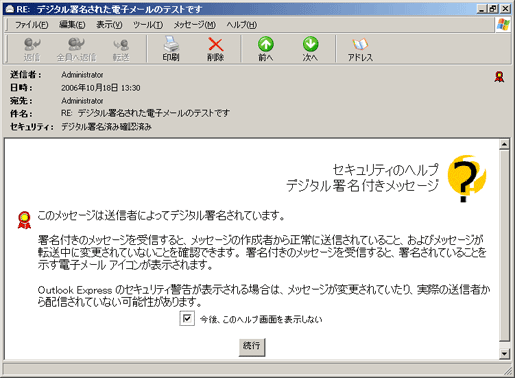 RE: デジタル署名された電子メールのテストです
ファイル(F) 編集(E) 表示(V) ツール(T) メッセージ(M) ヘルプ(H)
返信 全員へ返信 転送 印刷 削除 前へ 次へ アドレス
送信者: Administrator
日時: 2006年10月18日 13:30
宛先: Administrator
件名: RE: デジタル署名された電子メールのテストです
セキュリティ: デジタル署名済み確認済み
セキュリティのヘルプ
デジタル署名付きメッセージ
このメッセージは送信者によってデジタル署名されています。
署名付きのメッセージを受信すると、メッセージの作成者から正常に送信されていること、およびメッセージが
転送中に変更されていないことを確認できます。署名付きのメッセージを受信すると、署名されていることを
示す電子メール アイコンが表示されます。
Outlook Express のセキュリティ警告が表示される場合は、メッセージが変更されていたり、実際の送信者か
ら配信されていない可能性があります。
今後、このヘルプ画面を表示しない
続行